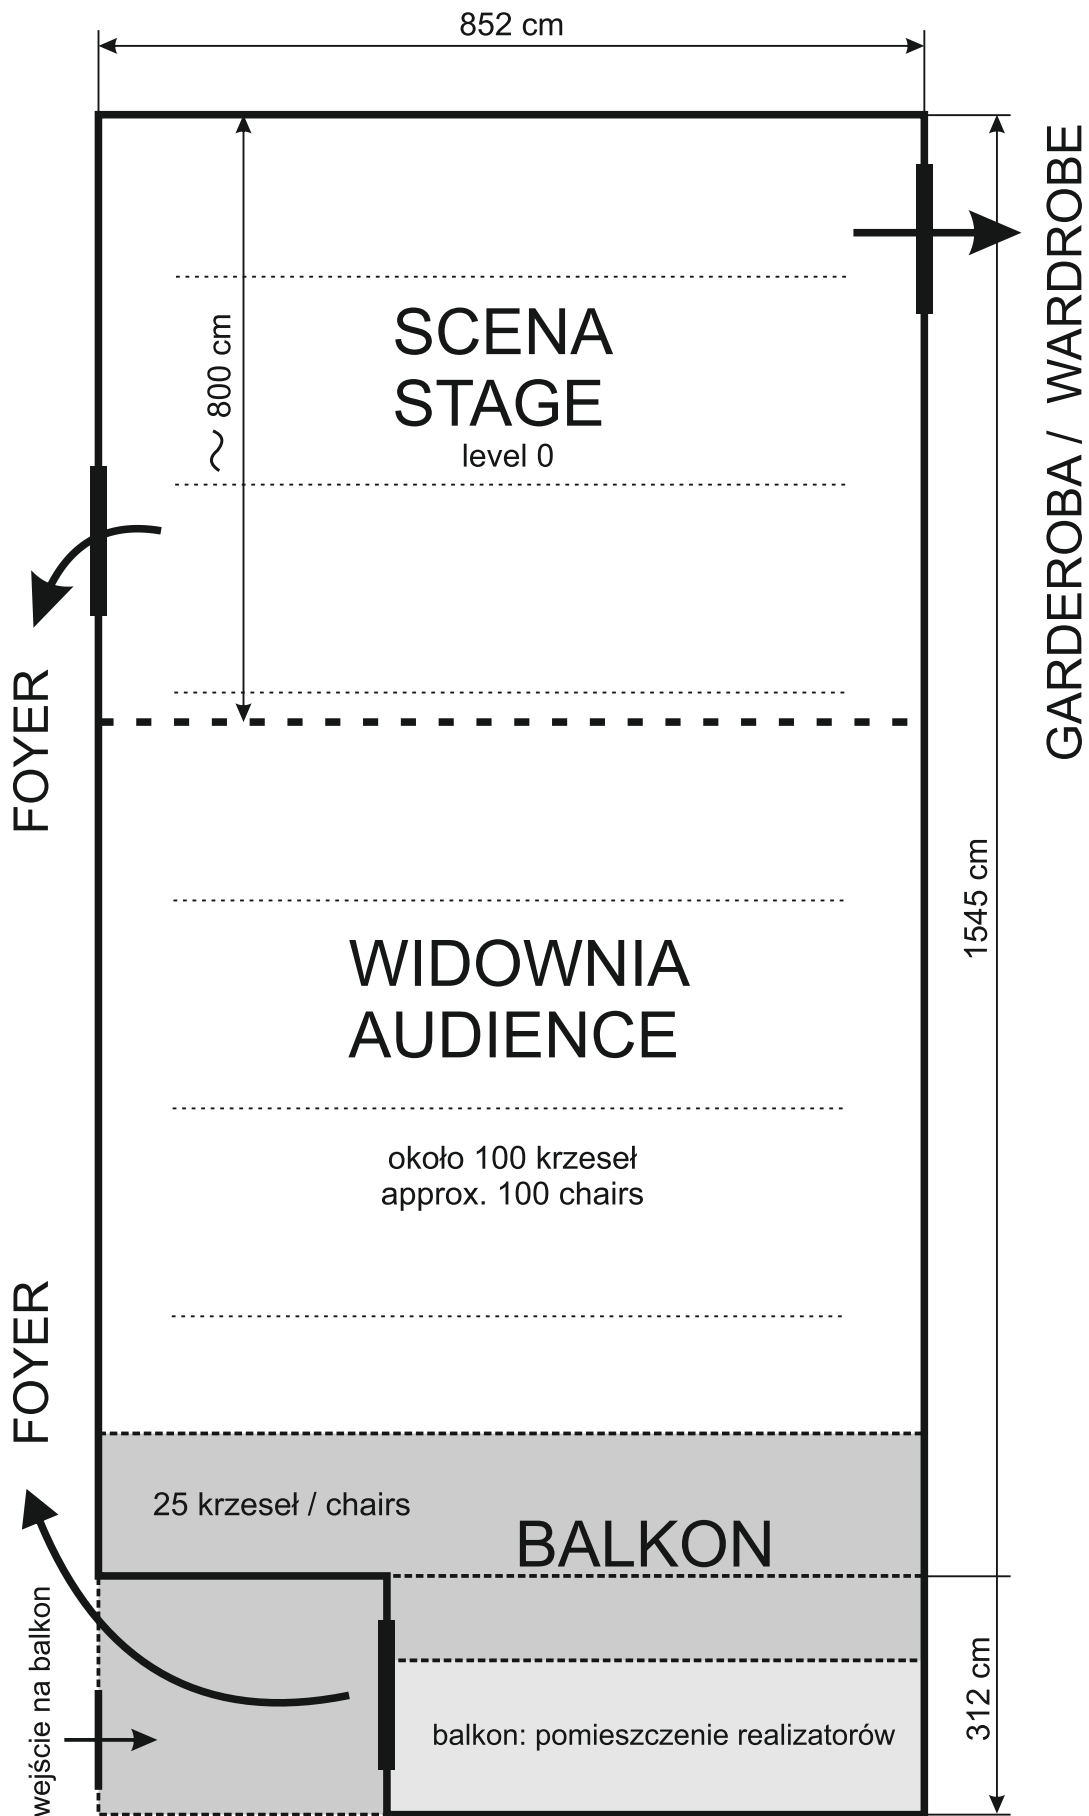 852 cm
GARDEROBA / WARDROBE
SCENA
STAGE
level 0
~ 800 cm
FOYER
1545 cm
WIDOWNIA
AUDIENCE
około 100 krzeseł
approx. 100 chairs
FOYER
25 krzeseł / chairs
BALKON
wejście na balkon
balkon: pomieszczenie realizatorów
312 cm